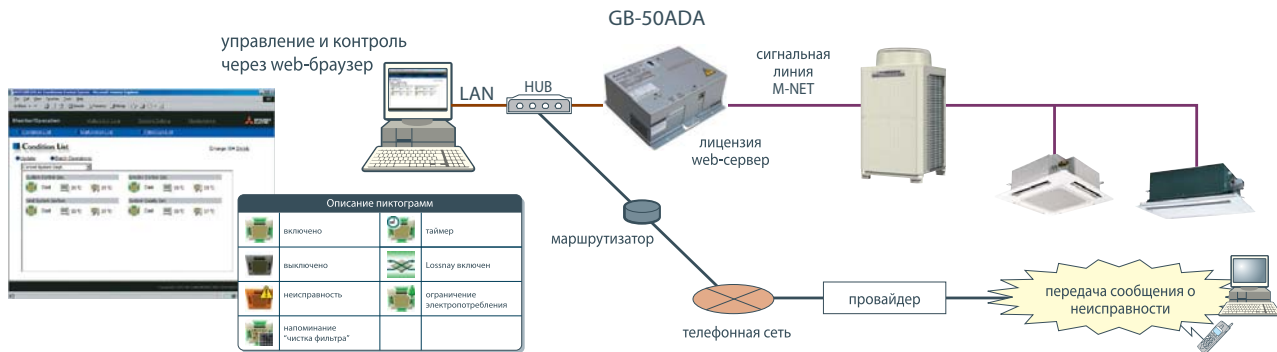 GB-50ADA
управление и контроль
через web-браузер
LAN
HUB
сигнальная
линия
M-NET
лицензия
web-сервер
Condition List
Описание пиктограмм
включено
таймер
выключено
Lossnay включен
неисправность
ограничение
электропотребления
напоминание
“чистка фильтра”
маршрутизатор
телефонная сеть
провайдер
передача сообщения о
неисправности